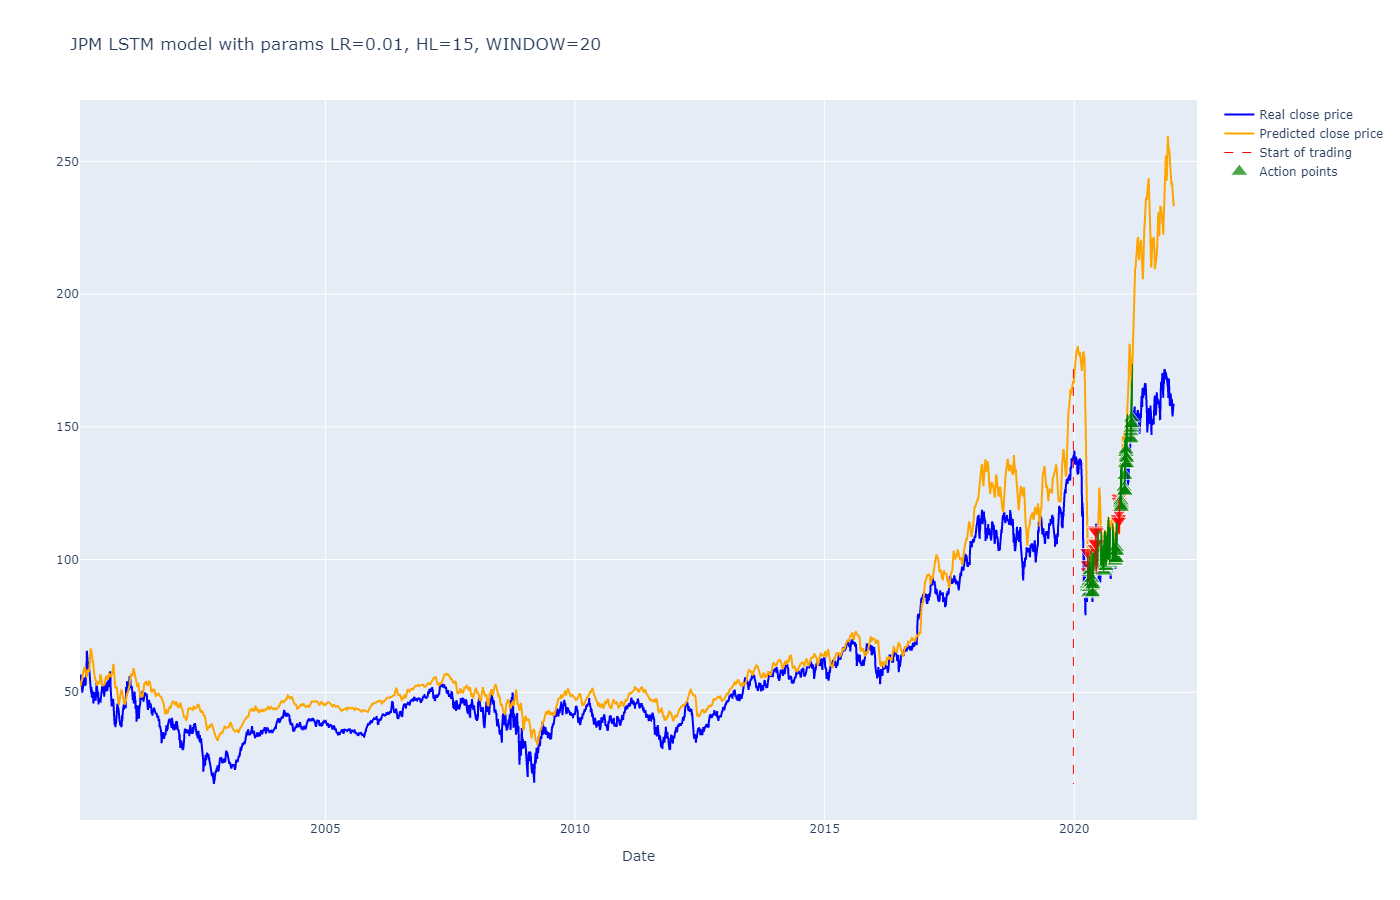 JPM LSTM model with params LR=0.01, HL=15, WINDOW=20
Real close price
Predicted close price
Start of trading
Action points
250
200
150
100
50
2005
2010
2015
2020
Date